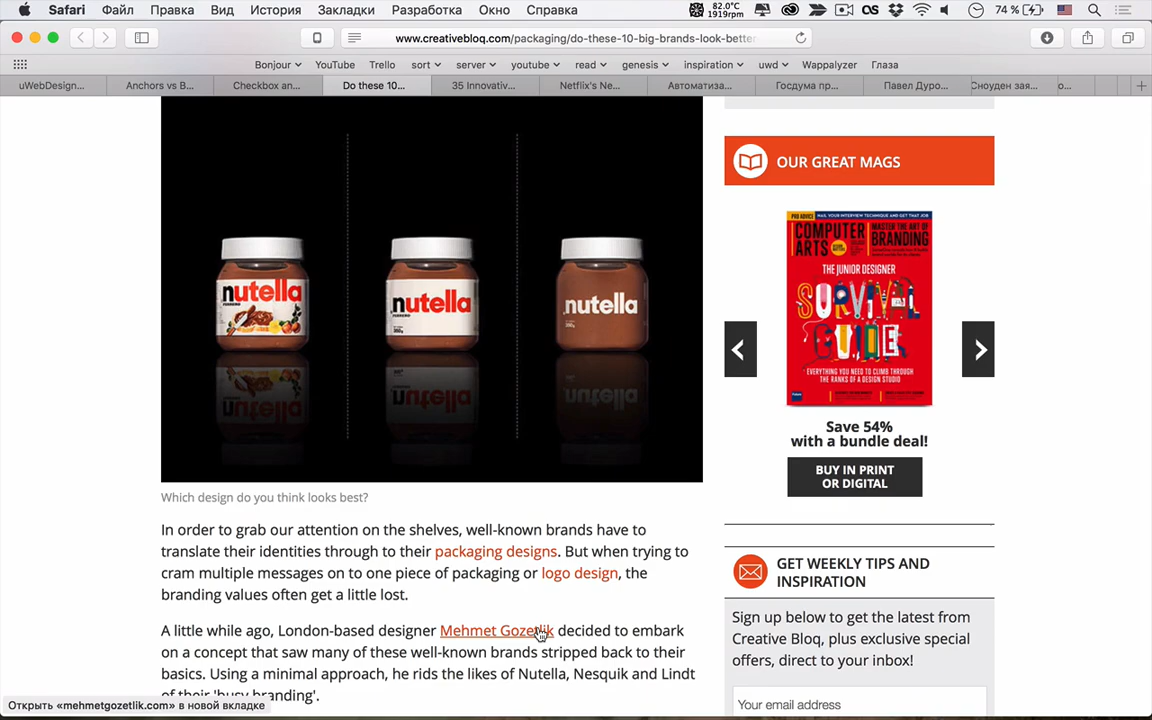 Safari Файл Правка Вид История Закладки Разработка Окно Справка 82.0°C 1919rpm 74 %
www.creativebloq.com/packaging/do-these-10-big-brands-look-better
Bonjour YouTube Trello sort server youtube read genesis inspiration uwd Wappalyzer Глаза
uWebDesign... Anchors vs B... Checkbox an... Do these 10... 35 Innovativ... Netflix's Ne... Автоматиза... Госдума пр... Павел Дуро... Сноуден зая... о...
nutella nutella nutella
FERRERO
350g
OUR GREAT MAGS
COMPUTER ARTS
MASTER THE ART OF BRANDING
THE JUNIOR DESIGNER
SURVIVAL
GUIDE
EVERYTHING YOU NEED TO CLIMB THROUGH
THE RANKS OF A DESIGN STUDIO
Save 54%
with a bundle deal!
BUY IN PRINT
OR DIGITAL
Which design do you think looks best?
In order to grab our attention on the shelves, well-known brands have to
translate their identities through to their packaging designs. But when trying to
cram multiple messages on to one piece of packaging or logo design, the
branding values often get a little lost.
A little while ago, London-based designer Mehmet Gozetlik decided to embark
on a concept that saw many of these well-known brands stripped back to their
basics. Using a minimal approach, he rids the likes of Nutella, Nesquik and Lindt
of their 'busy branding'.
GET WEEKLY TIPS AND
INSPIRATION
Sign up below to get the latest from
Creative Bloq, plus exclusive special
offers, direct to your inbox!
Your email address
Открыть «mehmetgozetlik.com» в новой вкладке